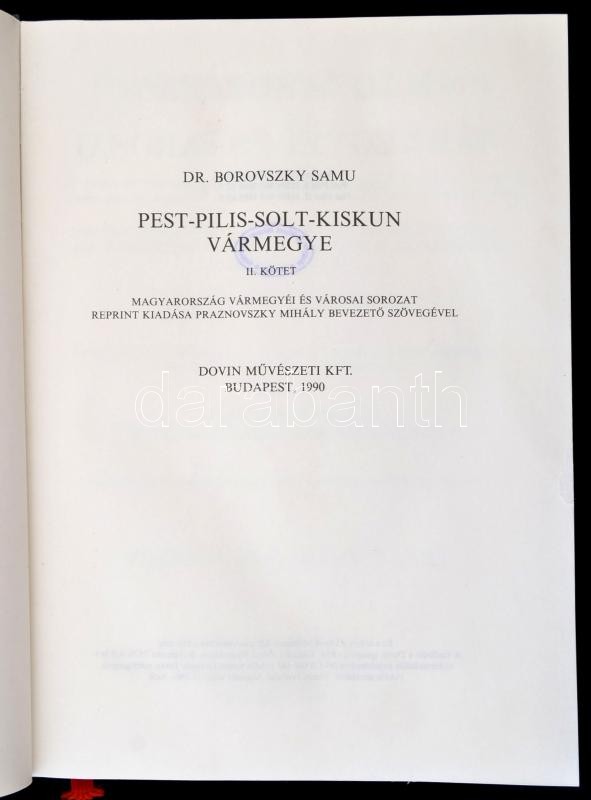 DR. BOROVSZKY SAMU
PEST-PILIS-SOLT-KISKUN
VÁRMEGYE
II. KÖTET
MAGYARORSZÁG VÁRMEGYÉI ÉS VÁROSAI SOROZAT
REPRINT KIADÁSA PRAZNOVSZKY MIHÁLY BEVEZETŐ SZÖVEGÉVEL
DOVIN MŰVÉSZETI KFT.
BUDAPEST, 1990
darabanth